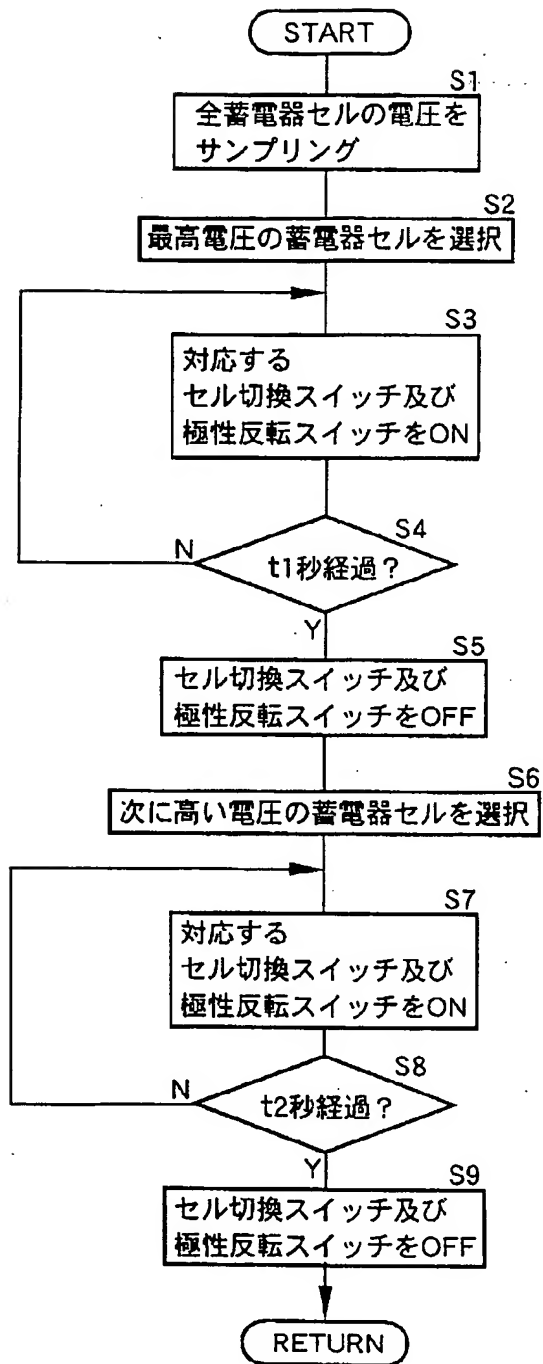 START
S1
全蓄電器セルの電圧を
サンプリング
S2
最高電圧の蓄電器セルを選択
S3
対応する
セル切換スイッチ及び
極性反転スイッチをON
S4
N
t1秒経過?
Y
S5
セル切換スイッチ及び
極性反転スイッチをOFF
S6
次に高い電圧の蓄電器セルを選択
S7
対応する
セル切換スイッチ及び
極性反転スイッチをON
S8
N
t2秒経過?
Y
S9
セル切換スイッチ及び
極性反転スイッチをOFF
RETURN